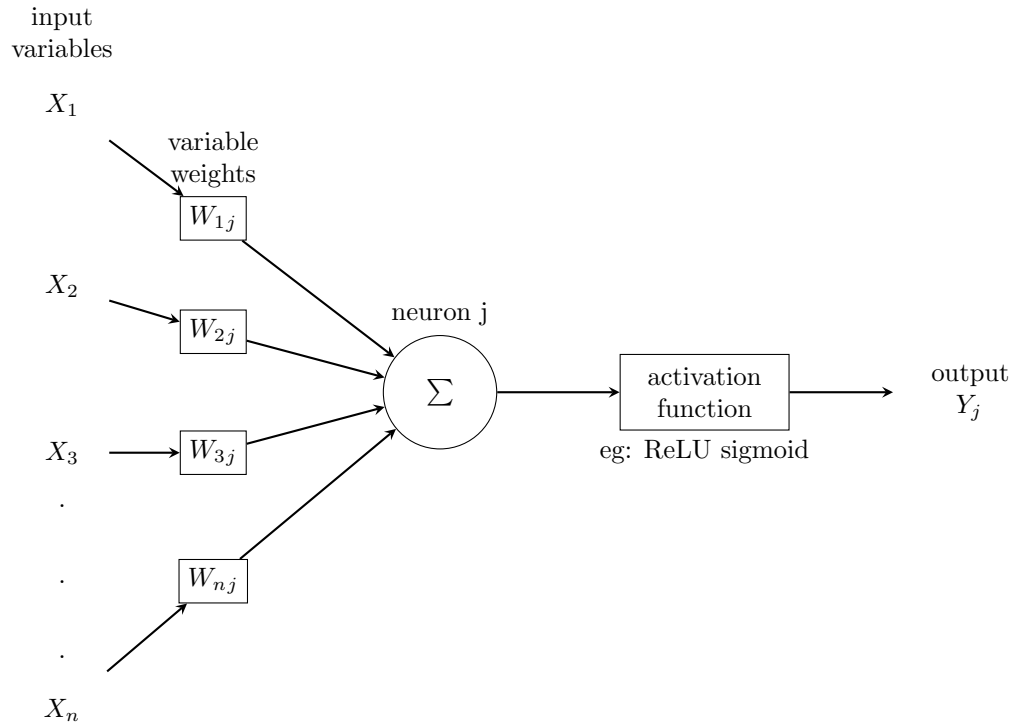 input
variables
X₁
variable
weights
W₁ⱼ
X₂
neuron j
W₂ⱼ
∑
activation
function
output
Yⱼ
X₃
W₃ⱼ
eg: ReLU sigmoid
.
.
Wₙⱼ
.
Xₙ